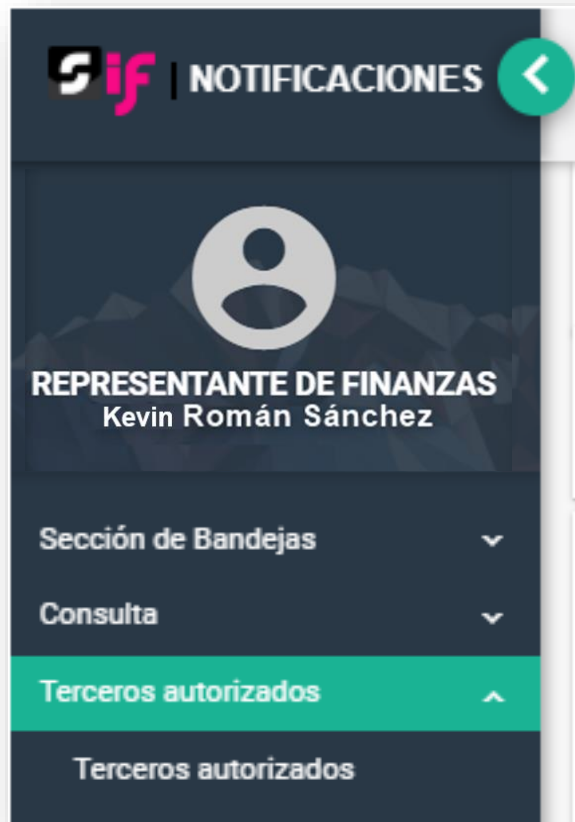 Sif | NOTIFICACIONES
REPRESENTANTE DE FINANZAS
Kevin Román Sánchez
Sección de Bandejas
Consulta
Terceros autorizados
Terceros autorizados